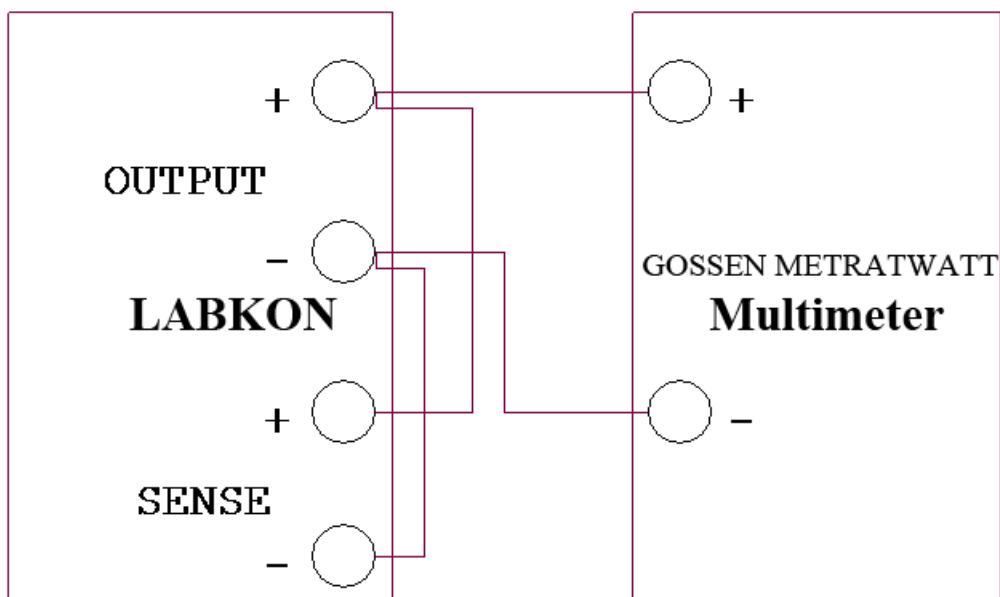 + +
OUTPUT
−
GOSSEN METRATWATT
LABKON Multimeter
+ −
SENSE
−